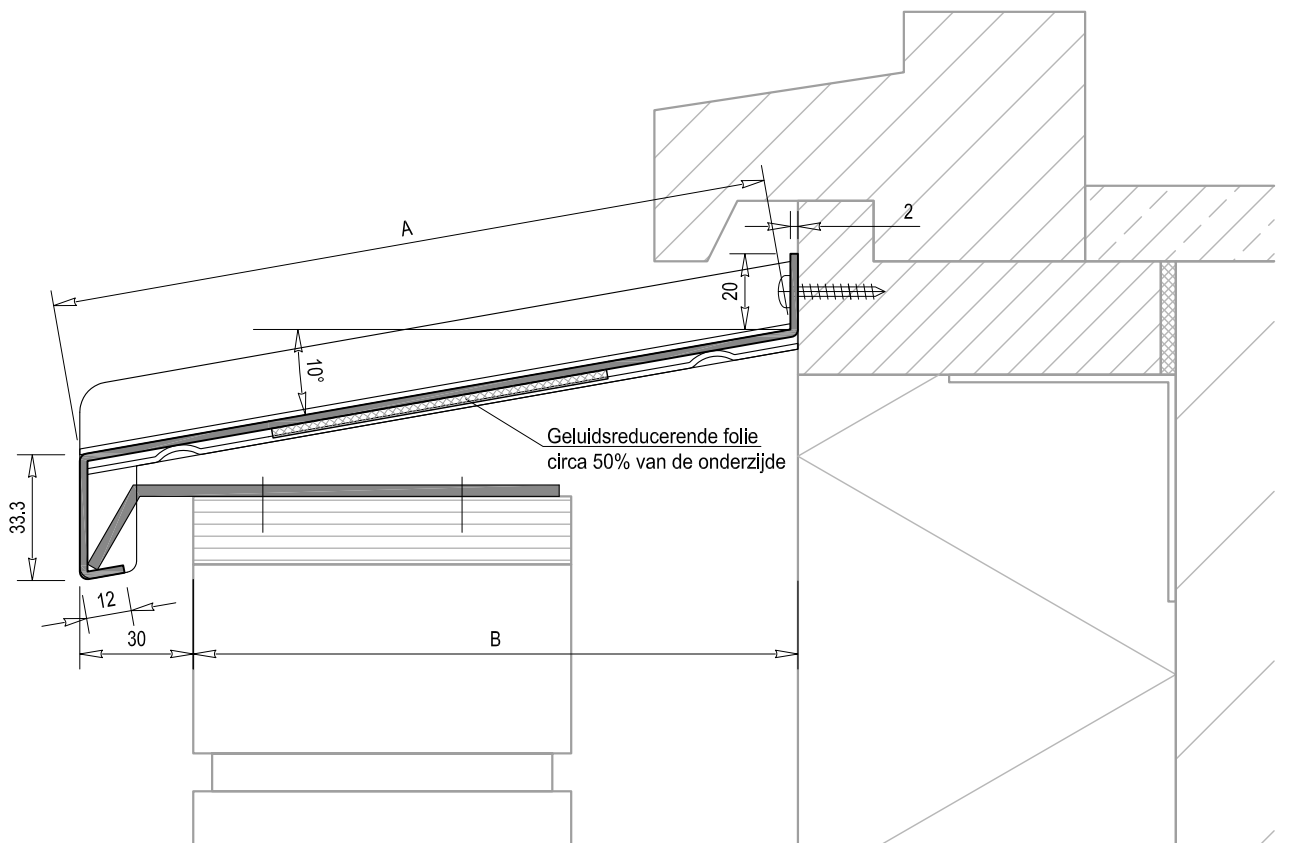 2
A
20
10°
Geluidsreducerende folie
circa 50% van de onderzijde
33.3
12
30
B